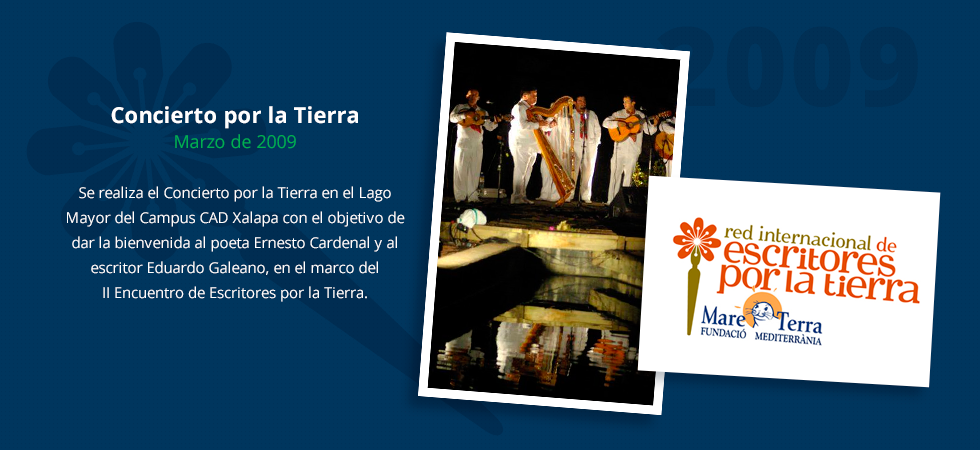 2009
Concierto por la Tierra
Marzo de 2009
Se realiza el Concierto por la Tierra en el Lago
Mayor del Campus CAD Xalapa con el objetivo de
dar la bienvenida al poeta Ernesto Cardenal y al
escritor Eduardo Galeano, en el marco del
II Encuentro de Escritores por la Tierra.
red internacional de
escritores
por la tierra
Mare Terra
FUNDACIÓ MEDITERRÀNIA